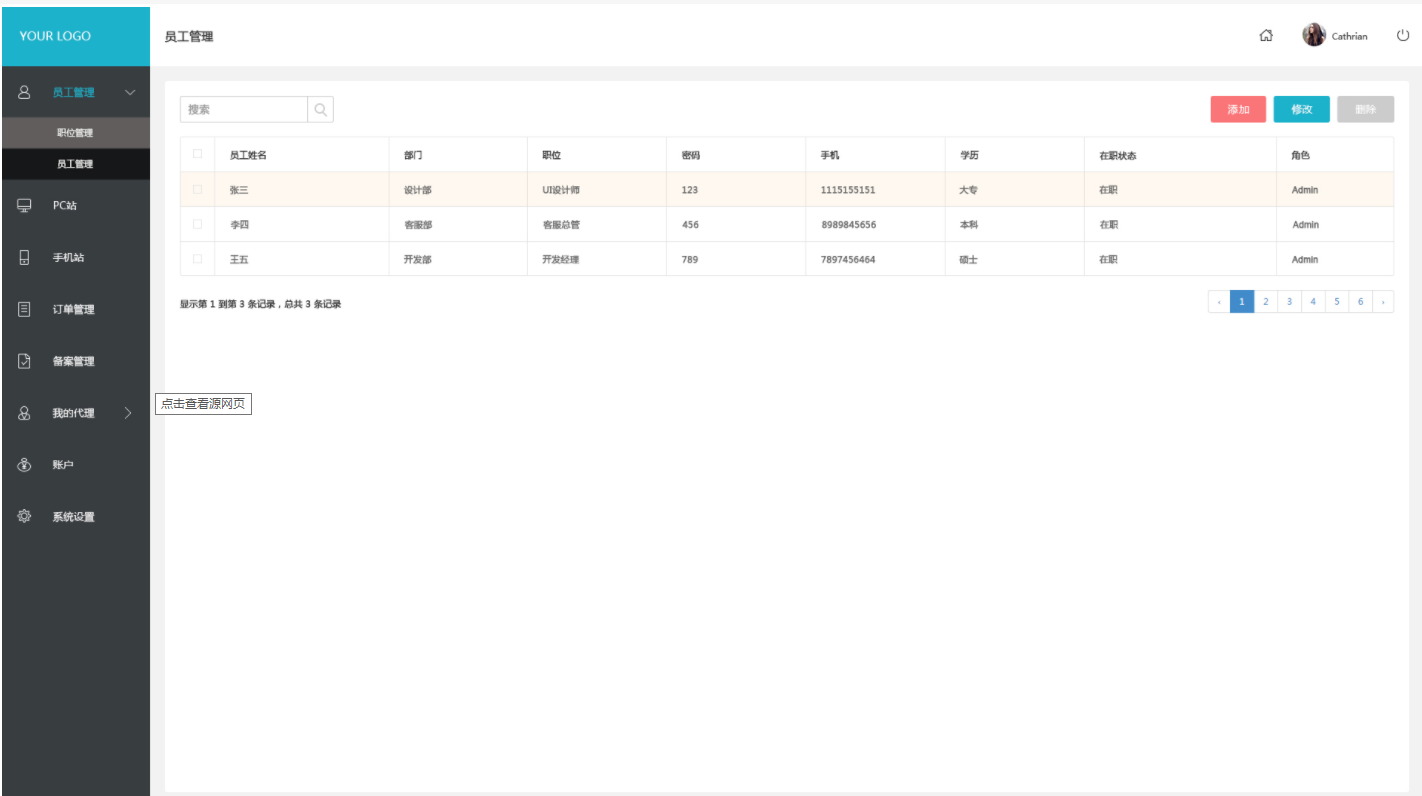 YOUR LOGO
员工管理
Cathrian
员工管理
职位管理
员工管理
PC站
手机站
订单管理
备案管理
我的代理
账户
系统设置
搜索
添加 修改 删除
员工姓名 部门 职位 密码 手机 学历 在职状态 角色
张三 设计部 UI设计师 123 1115155151 大专 在职 Admin
李四 客服部 客服总管 456 8989845656 本科 在职 Admin
王五 开发部 开发经理 789 7897456464 硕士 在职 Admin
显示第 1 到第 3 条记录，总共 3 条记录
‹ 1 2 3 4 5 6 ›
点击查看源网页